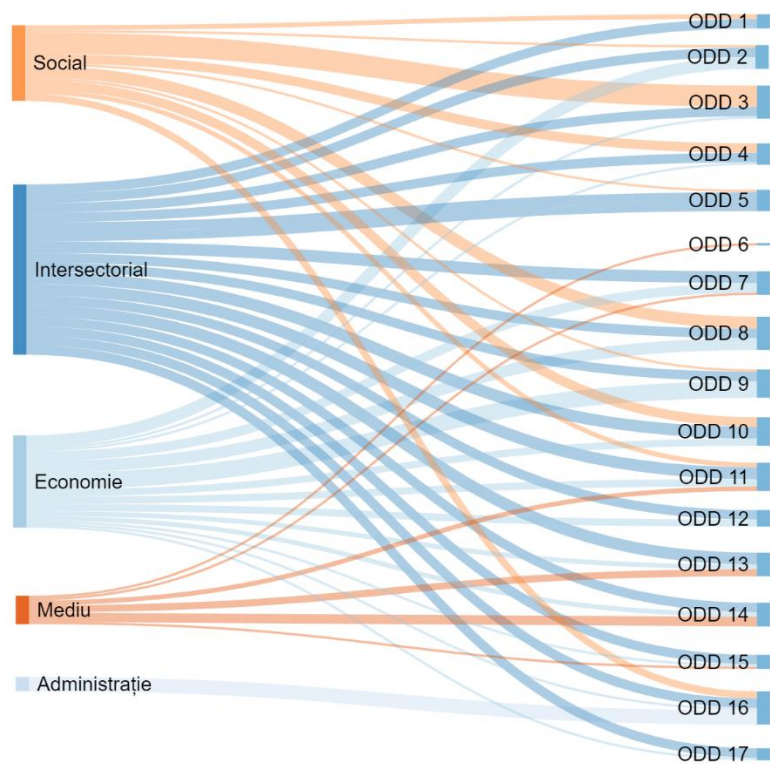 Social
Intersectorial
Economie
Mediu
Administrație
ODD 1
ODD 2
ODD 3
ODD 4
ODD 5
ODD 6
ODD 7
ODD 8
ODD 9
ODD 10
ODD 11
ODD 12
ODD 13
ODD 14
ODD 15
ODD 16
ODD 17